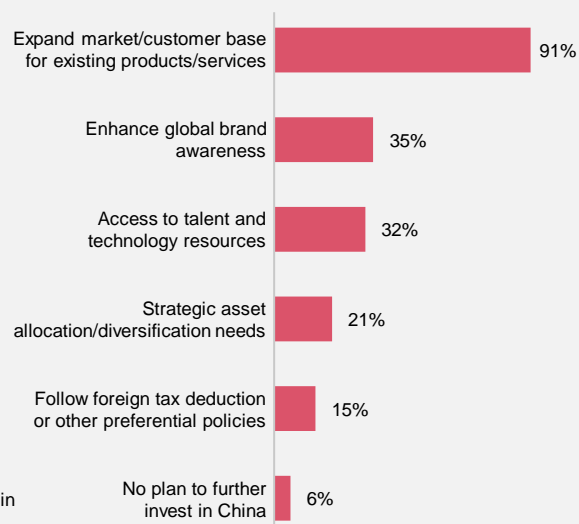 Expand market/customer base
for existing products/services
91%
Enhance global brand
awareness
35%
Access to talent and
technology resources
32%
Strategic asset
allocation/diversification needs
21%
Follow foreign tax deduction
or other preferential policies
15%
in
No plan to further
invest in China
6%